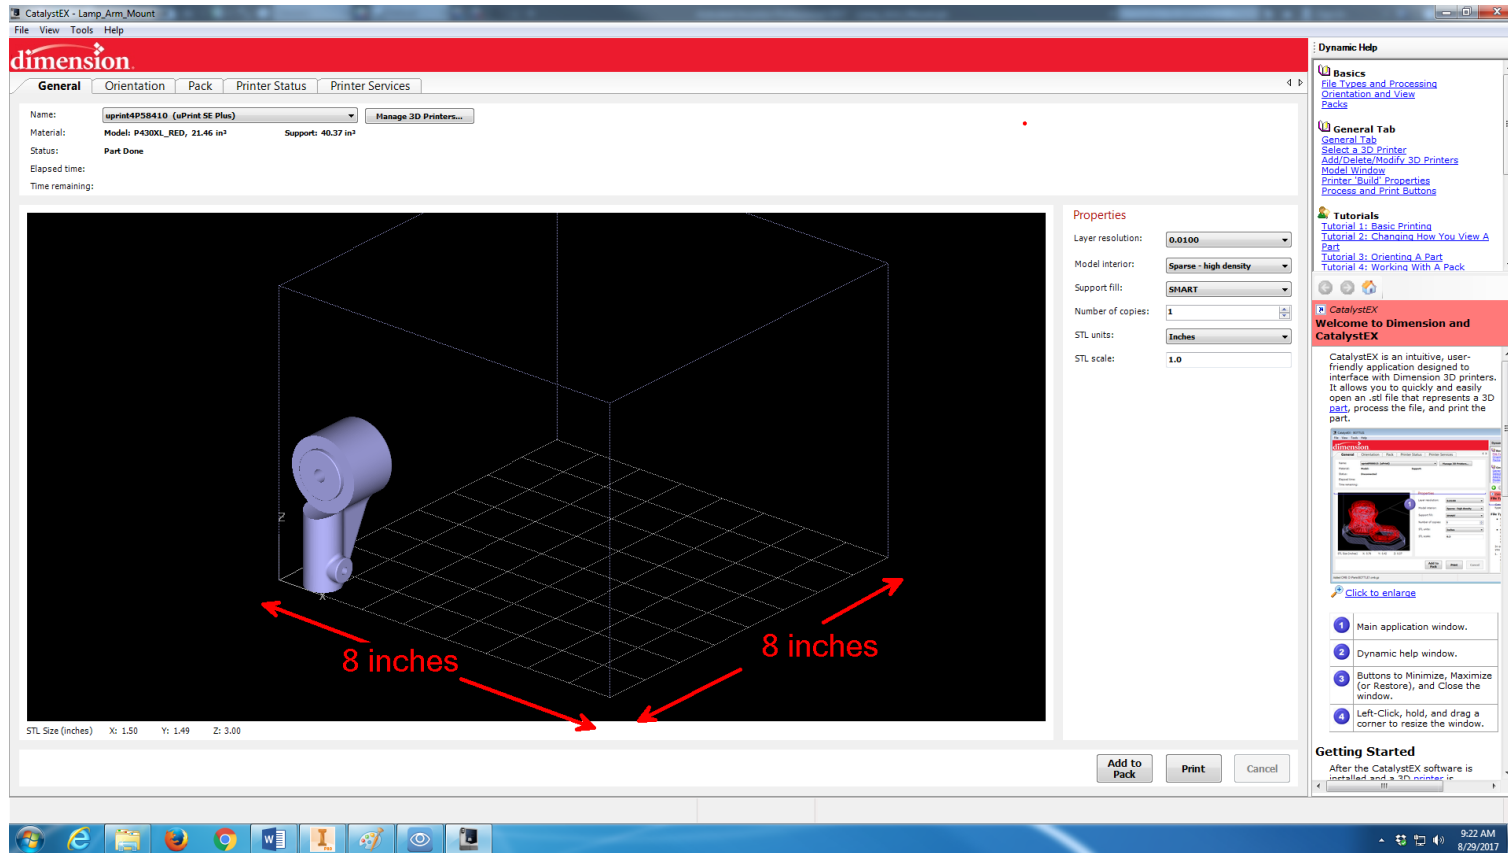 CatalystEX - Lamp_Arm_Mount
File View Tools Help
dimension
General Orientation Pack Printer Status Printer Services
Name: uprint4P58410 (uPrint SE Plus) Manage 3D Printers...
Material: Model: P430XL_RED, 21.46 in³ Support: 40.37 in³
Status: Part Done
Elapsed time:
Time remaining:
Z
X
8 inches
8 inches
STL Size (inches) X: 1.50 Y: 1.49 Z: 3.00
Properties
Layer resolution: 0.0100
Model interior: Sparse - high density
Support fill: SMART
Number of copies: 1
STL units: Inches
STL scale: 1.0
Add to
Pack
Print
Cancel
Dynamic Help
Basics
File Types and Processing
Orientation and View
Packs
General Tab
General Tab
Select a 3D Printer
Add/Delete/Modify 3D Printers
Model Window
Printer 'Build' Properties
Process and Print Buttons
Tutorials
Tutorial 1: Basic Printing
Tutorial 2: Changing How You View A
Part
Tutorial 3: Orienting A Part
Tutorial 4: Working With A Pack
CatalystEX
Welcome to Dimension and
CatalystEX
CatalystEX is an intuitive, user-
friendly application designed to
interface with Dimension 3D printers.
It allows you to quickly and easily
open an .stl file that represents a 3D
part, process the file, and print the
part.
Click to enlarge
1 Main application window.
2 Dynamic help window.
3 Buttons to Minimize, Maximize
(or Restore), and Close the
window.
4 Left-Click, hold, and drag a
corner to resize the window.
Getting Started
After the CatalystEX software is
installed and a 3D printer is
9:22 AM
8/29/2017